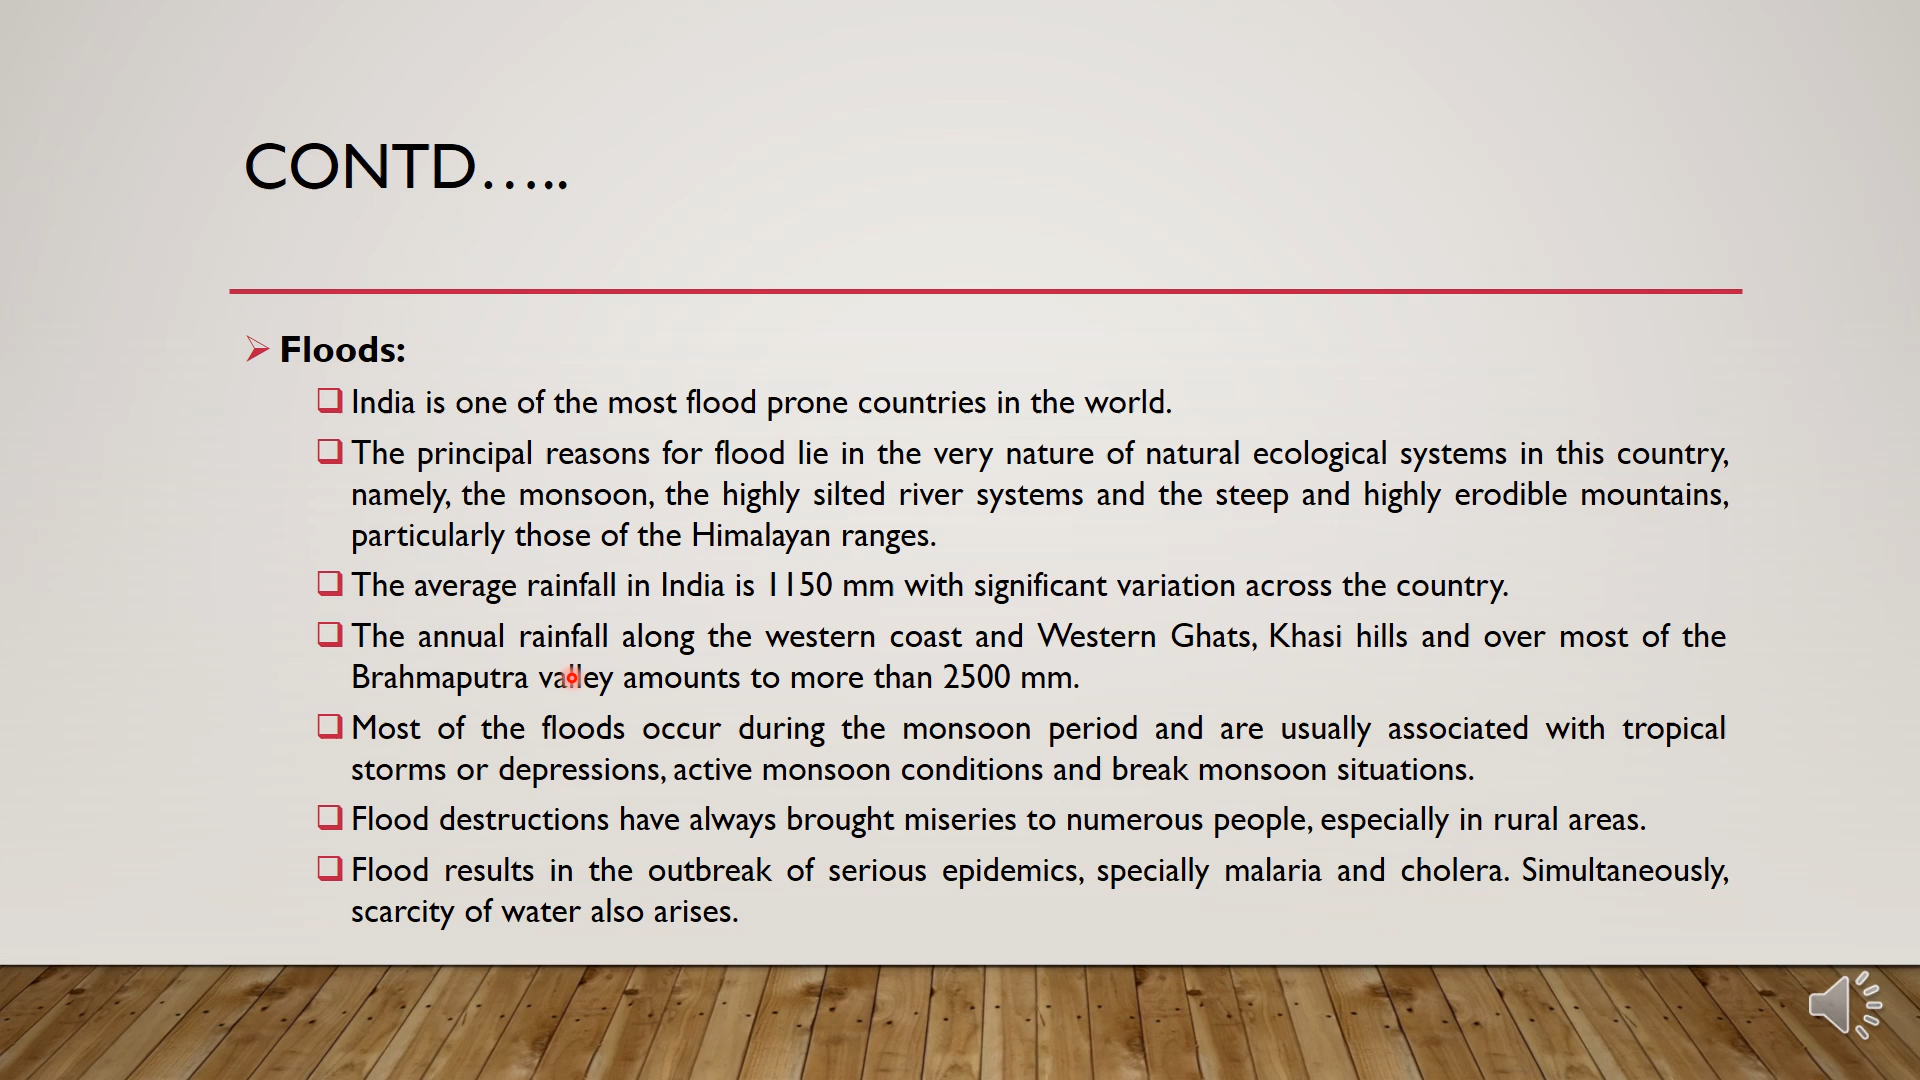 CONTD…..
Floods:
India is one of the most flood prone countries in the world.
The principal reasons for flood lie in the very nature of natural ecological systems in this country,
namely, the monsoon, the highly silted river systems and the steep and highly erodible mountains,
particularly those of the Himalayan ranges.
The average rainfall in India is 1150 mm with significant variation across the country.
The annual rainfall along the western coast and Western Ghats, Khasi hills and over most of the
Brahmaputra valley amounts to more than 2500 mm.
Most of the floods occur during the monsoon period and are usually associated with tropical
storms or depressions, active monsoon conditions and break monsoon situations.
Flood destructions have always brought miseries to numerous people, especially in rural areas.
Flood results in the outbreak of serious epidemics, specially malaria and cholera. Simultaneously,
scarcity of water also arises.